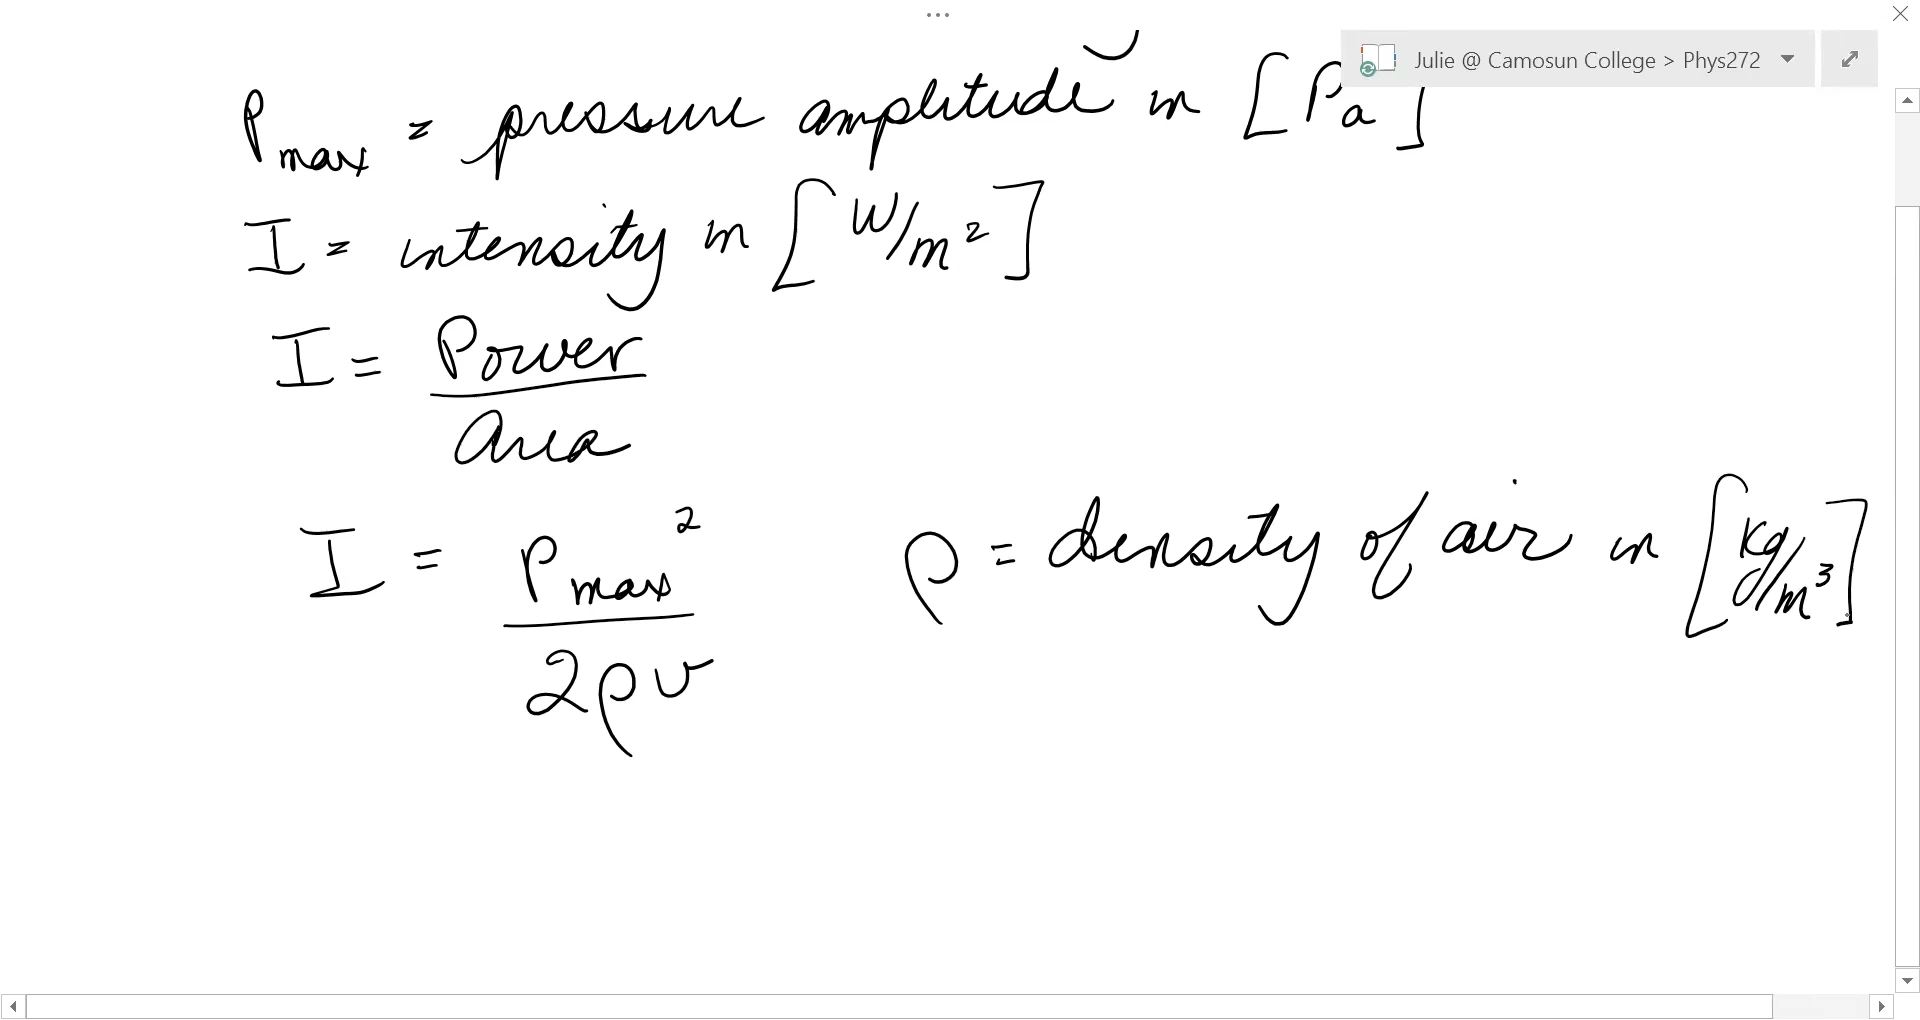 Julie @ Camosun College > Phys272
Pmax = pressure amplitude in [Pa]
I = intensity in [W/m²]
I = Power
Area
I = Pmax²
2ρv
ρ = density of air in [kg/m³]